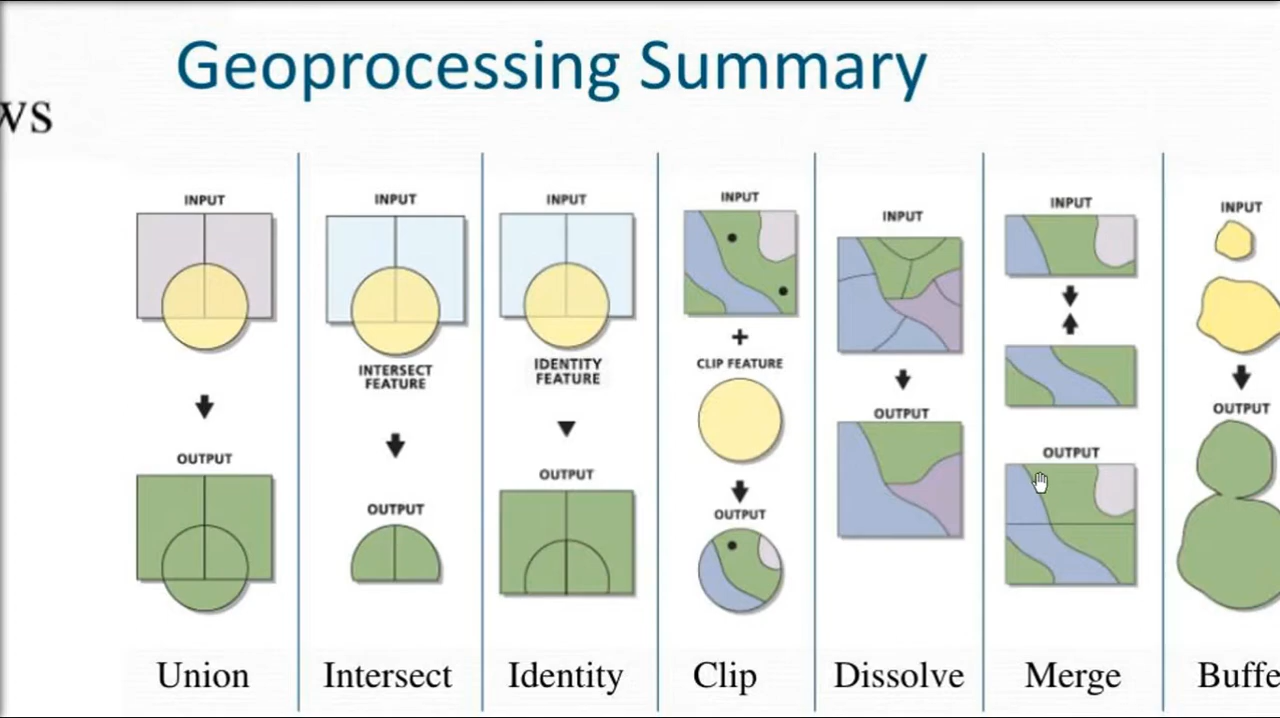 Geoprocessing Summary
ws
INPUT
OUTPUT
Union
INPUT
INTERSECT
FEATURE
OUTPUT
Intersect
INPUT
IDENTITY
FEATURE
OUTPUT
Identity
INPUT
+
CLIP FEATURE
OUTPUT
Clip
INPUT
OUTPUT
Dissolve
INPUT
OUTPUT
Merge
INPUT
OUTPUT
Buffe